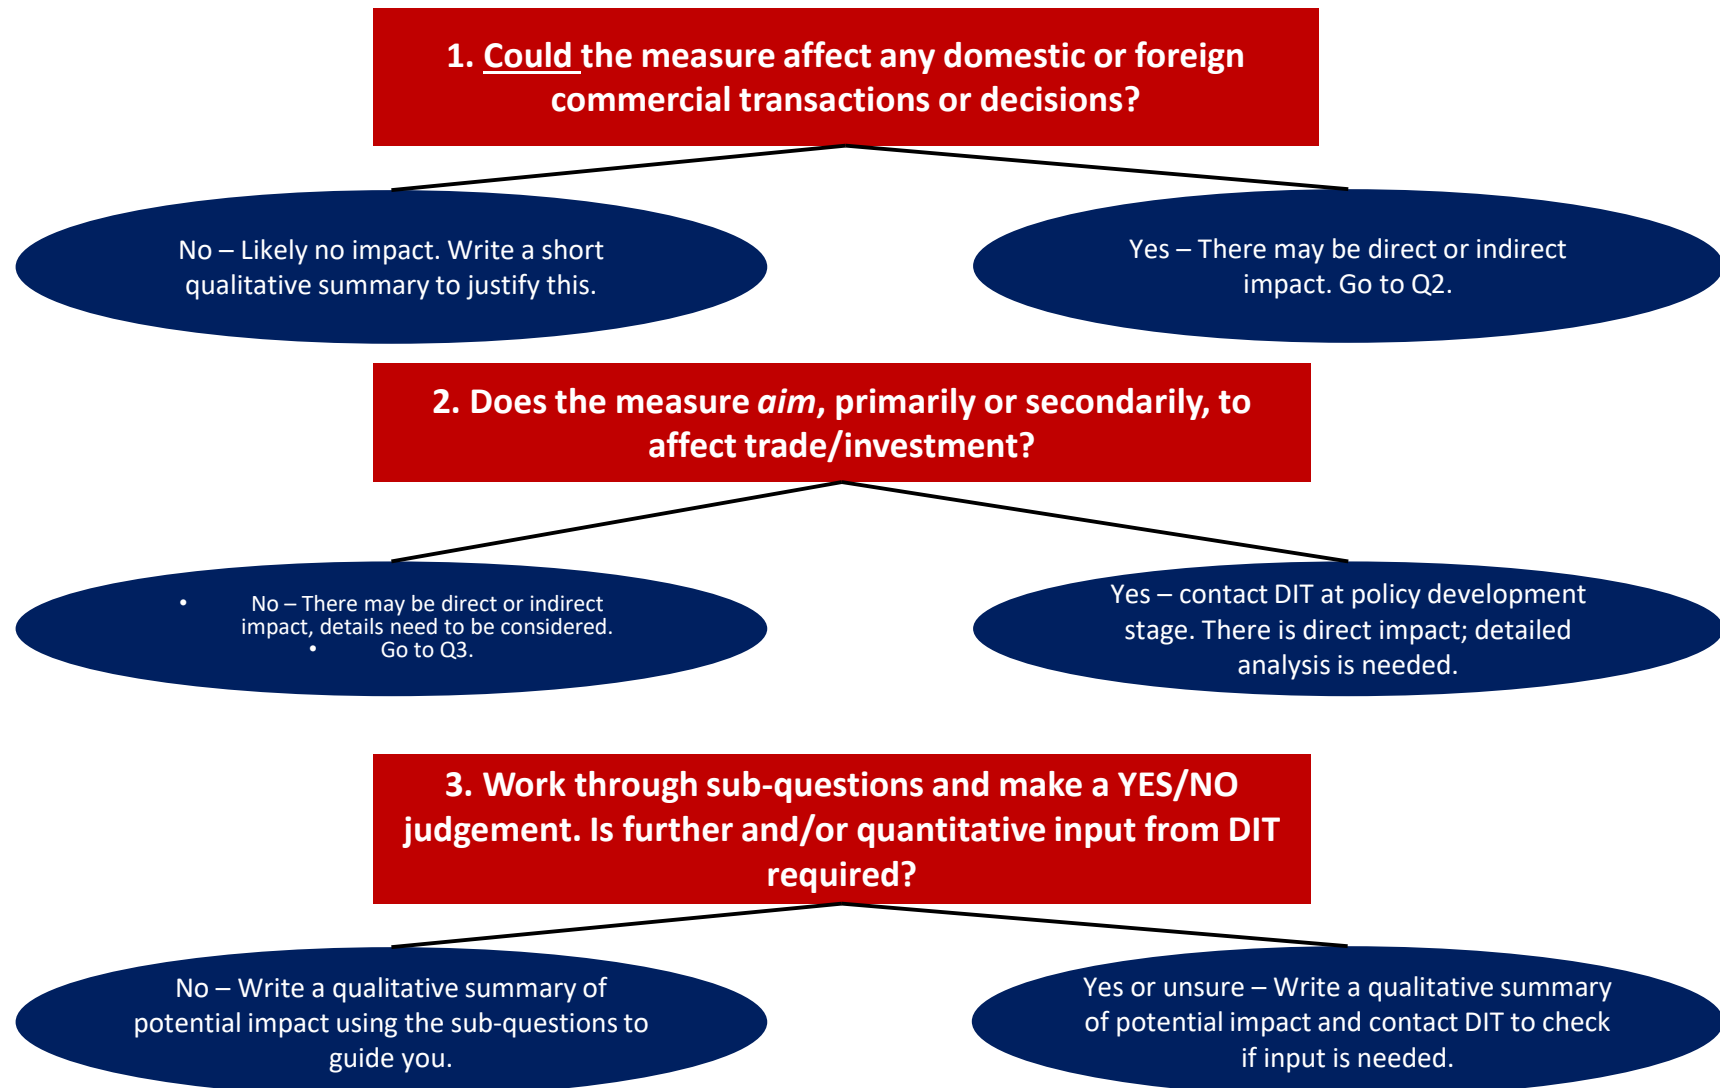 1. Could the measure affect any domestic or foreign
commercial transactions or decisions?
No – Likely no impact. Write a short
qualitative summary to justify this.
Yes – There may be direct or indirect
impact. Go to Q2.
2. Does the measure aim, primarily or secondarily, to
affect trade/investment?
• No – There may be direct or indirect
impact, details need to be considered.
• Go to Q3.
Yes – contact DIT at policy development
stage. There is direct impact; detailed
analysis is needed.
3. Work through sub-questions and make a YES/NO
judgement. Is further and/or quantitative input from DIT
required?
No – Write a qualitative summary of
potential impact using the sub-questions to
guide you.
Yes or unsure – Write a qualitative summary
of potential impact and contact DIT to check
if input is needed.